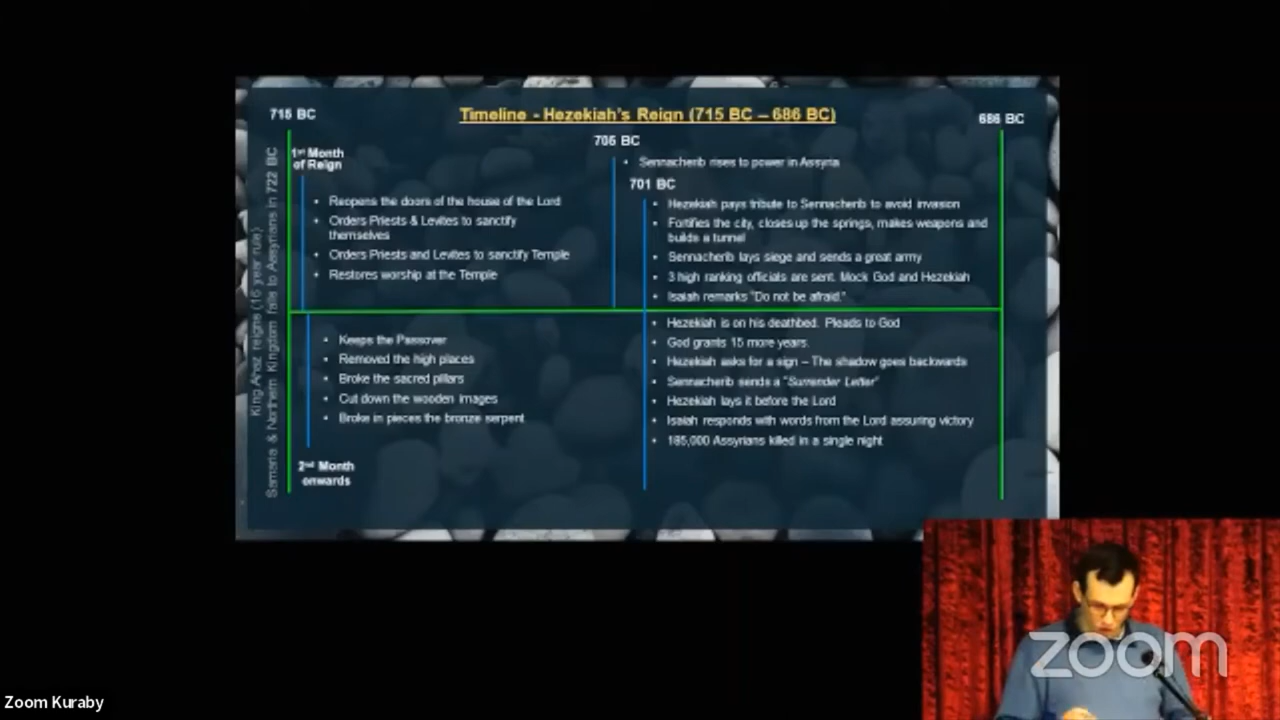 715 BC
Timeline - Hezekiah's Reign (715 BC – 686 BC)
686 BC
King Ahaz reigns (16 year rule)
Samaria & Northern Kingdom falls to Assyrians in 722 BC
1st Month
of Reign
• Reopens the doors of the house of the Lord
• Orders Priests & Levites to sanctify
themselves
• Orders Priests and Levites to sanctify Temple
• Restores worship at the Temple
705 BC
• Sennacherib rises to power in Assyria
701 BC
• Hezekiah pays tribute to Sennacherib to avoid invasion
• Fortifies the city, closes up the springs, makes weapons and
builds a tunnel
• Sennacherib lays siege and sends a great army
• 3 high ranking officials are sent. Mock God and Hezekiah
• Isaiah remarks "Do not be afraid."
• Keeps the Passover
• Removed the high places
• Broke the sacred pillars
• Cut down the wooden images
• Broke in pieces the bronze serpent
2nd Month
onwards
• Hezekiah is on his deathbed. Pleads to God
• God grants 15 more years.
• Hezekiah asks for a sign – The shadow goes backwards
• Sennacherib sends a "Surrender Letter"
• Hezekiah lays it before the Lord
• Isaiah responds with words from the Lord assuring victory
• 185,000 Assyrians killed in a single night
zoom
Zoom Kuraby